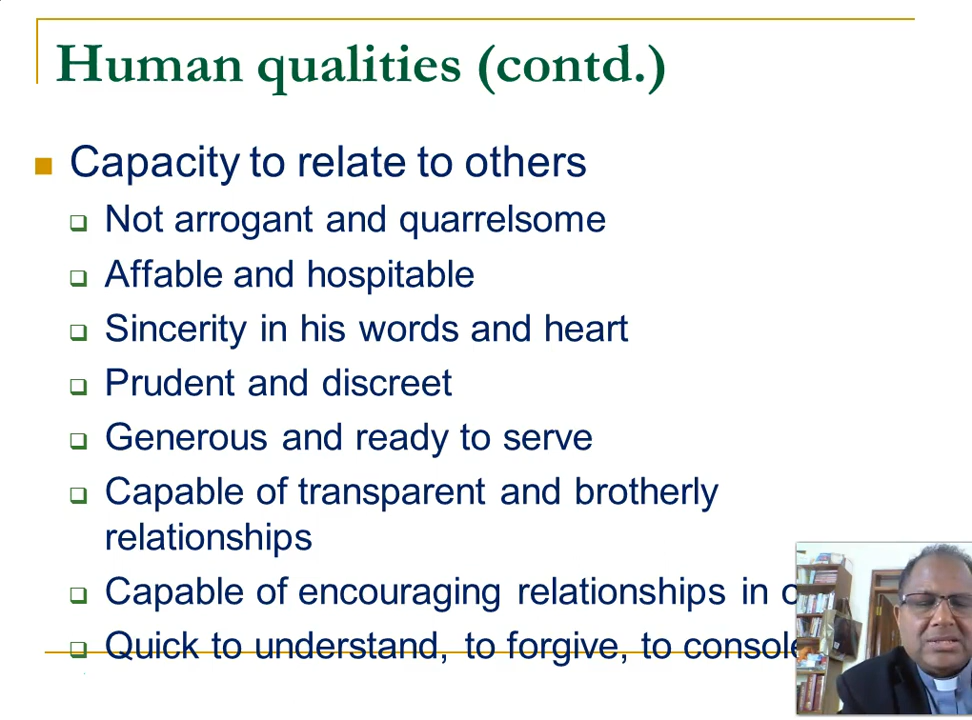 Human qualities (contd.)
Capacity to relate to others
Not arrogant and quarrelsome
Affable and hospitable
Sincerity in his words and heart
Prudent and discreet
Generous and ready to serve
Capable of transparent and brotherly
relationships
Capable of encouraging relationships in
Quick to understand, to forgive, to console